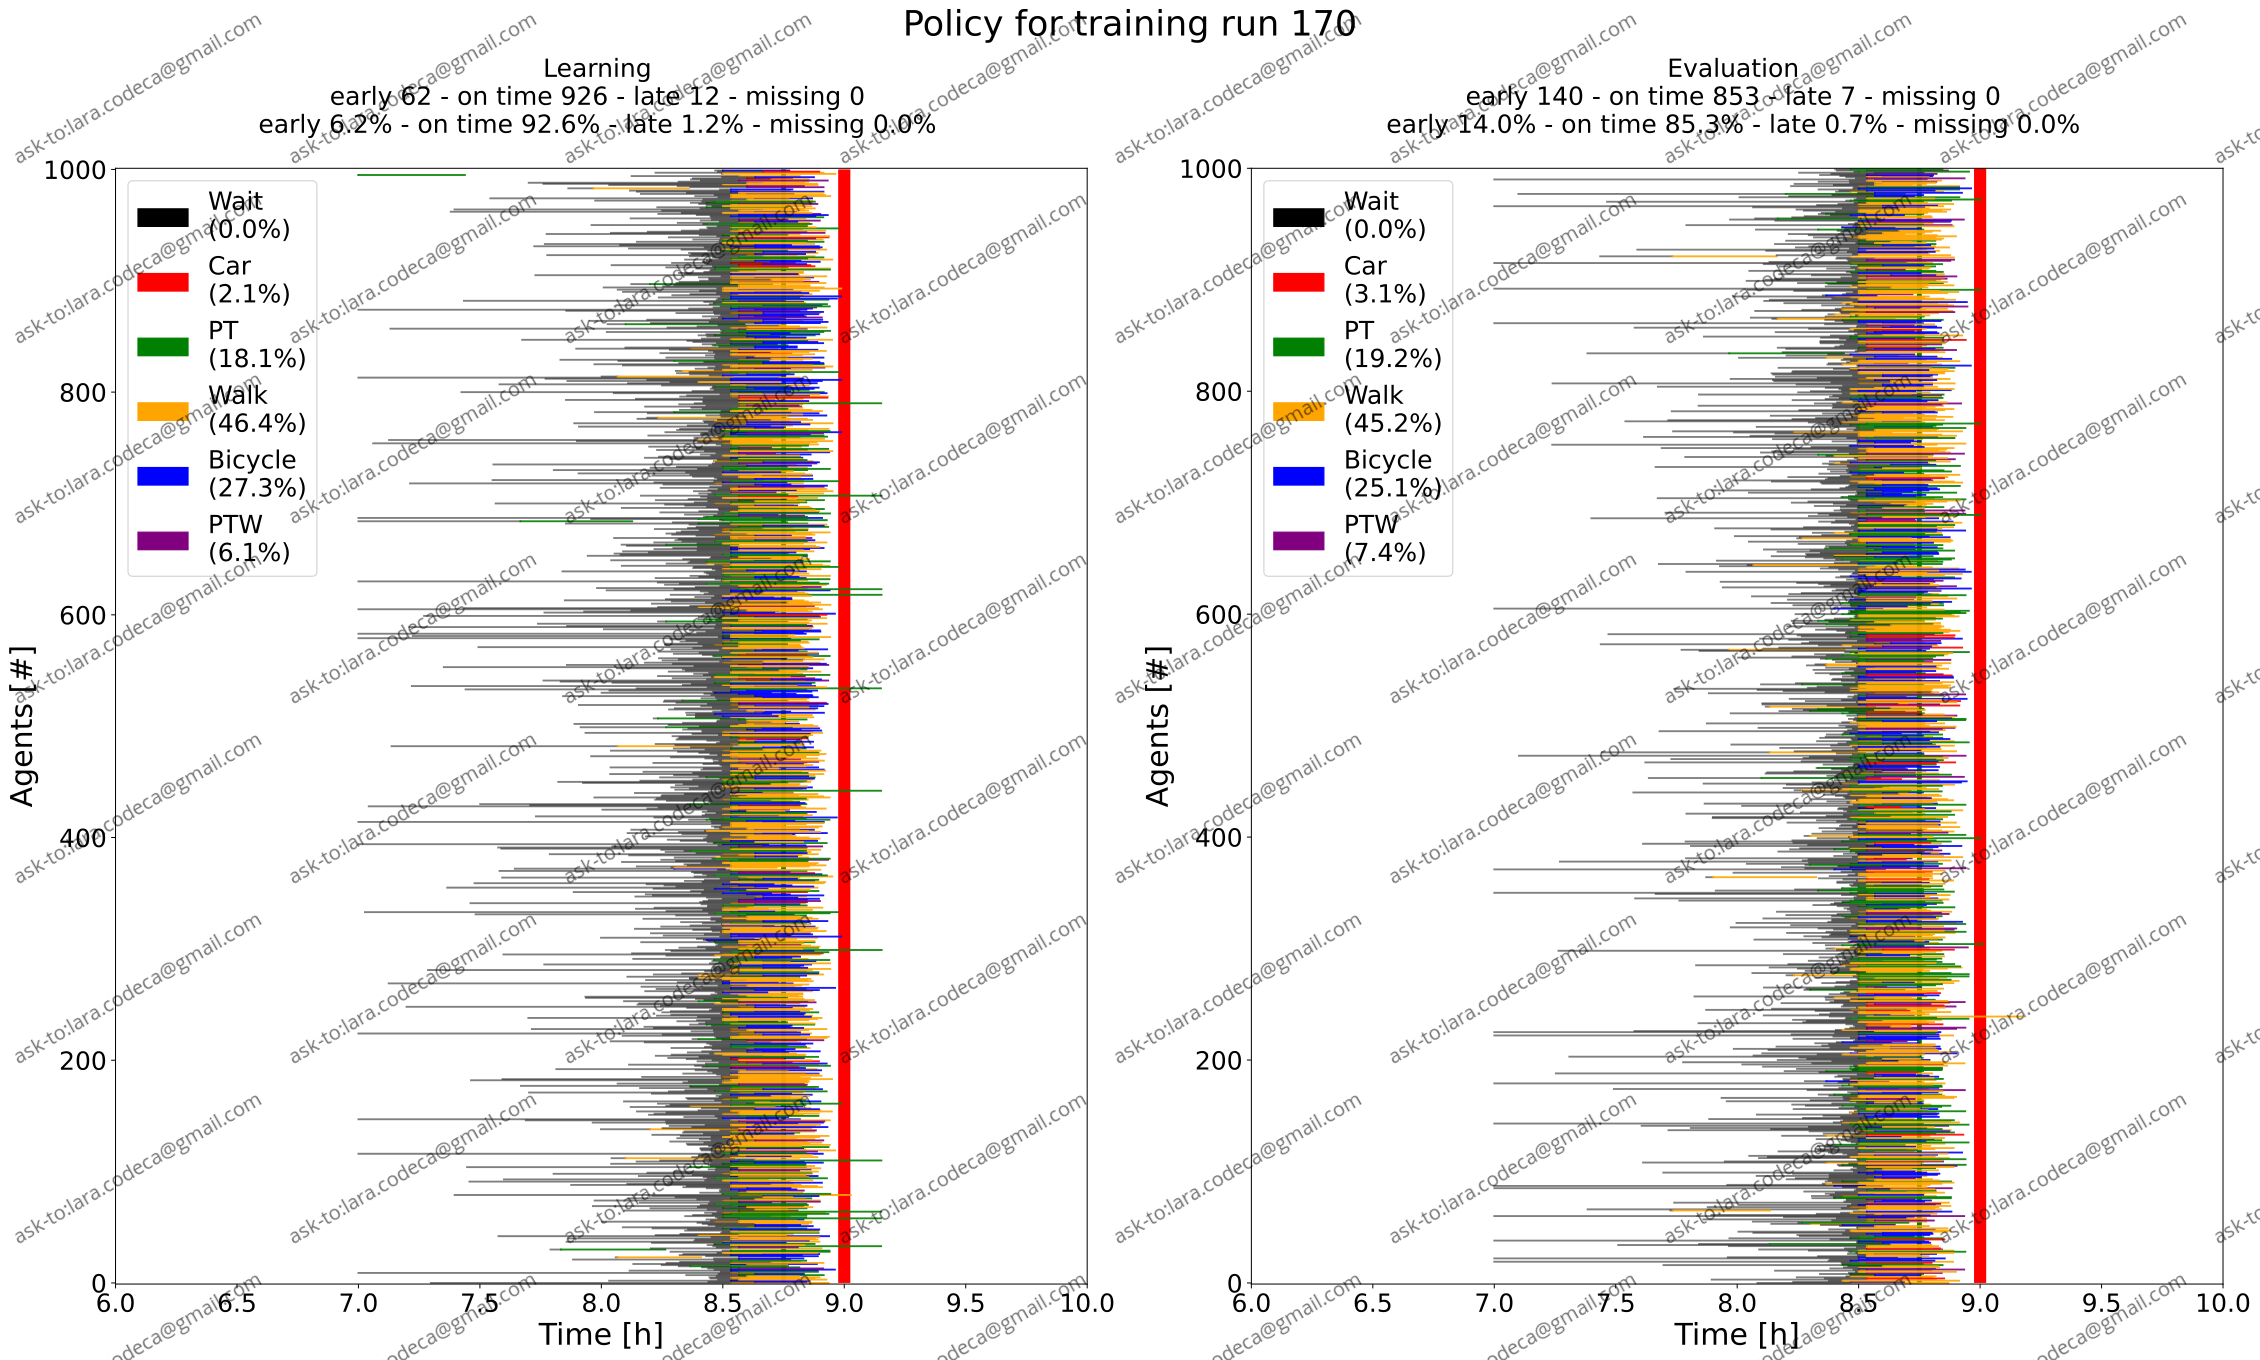 Policy for training run 170
Learning
early 62 - on time 926 - late 12 - missing 0
early 6.2% - on time 92.6% - late 1.2% - missing 0.0%
Evaluation
early 140 - on time 853 - late 7 - missing 0
early 14.0% - on time 85.3% - late 0.7% - missing 0.0%
Wait
(0.0%)
Car
(2.1%)
PT
(18.1%)
Walk
(46.4%)
Bicycle
(27.3%)
PTW
(6.1%)
1000
800
600
400
200
0
Agents [#]
6.0 6.5 7.0 7.5 8.0 8.5 9.0 9.5 10.0
Time [h]
Wait
(0.0%)
Car
(3.1%)
PT
(19.2%)
Walk
(45.2%)
Bicycle
(25.1%)
PTW
(7.4%)
1000
800
600
400
200
0
Agents [#]
6.0 6.5 7.0 7.5 8.0 8.5 9.0 9.5 10.0
Time [h]
ask-to:lara.codeca@gmail.com